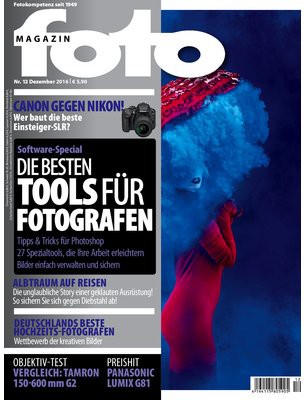 Fotokompetenz seit 1949
MAGAZIN
foto
Nr. 12 Dezember 2016 | € 5,90
CANON GEGEN NIKON!
Wer baut die beste
Einsteiger-SLR?
Software-Special
DIE BESTEN
TOOLS FÜR
FOTOGRAFEN
Tipps & Tricks für Photoshop
27 Spezialtools, die Ihre Arbeit erleichtern
Bilder einfach verwalten und sichern
ALBTRAUM AUF REISEN
Die unglaubliche Story einer geklauten Ausrüstung!
So sichern Sie sich gegen Diebstahl ab!
DEUTSCHLANDS BESTE
HOCHZEITS-FOTOGRAFEN
Wettbewerb der kreativen Bilder
OBJEKTIV-TEST
VERGLEICH: TAMRON
150-600 mm G2
PREISHIT
PANASONIC
LUMIX G81